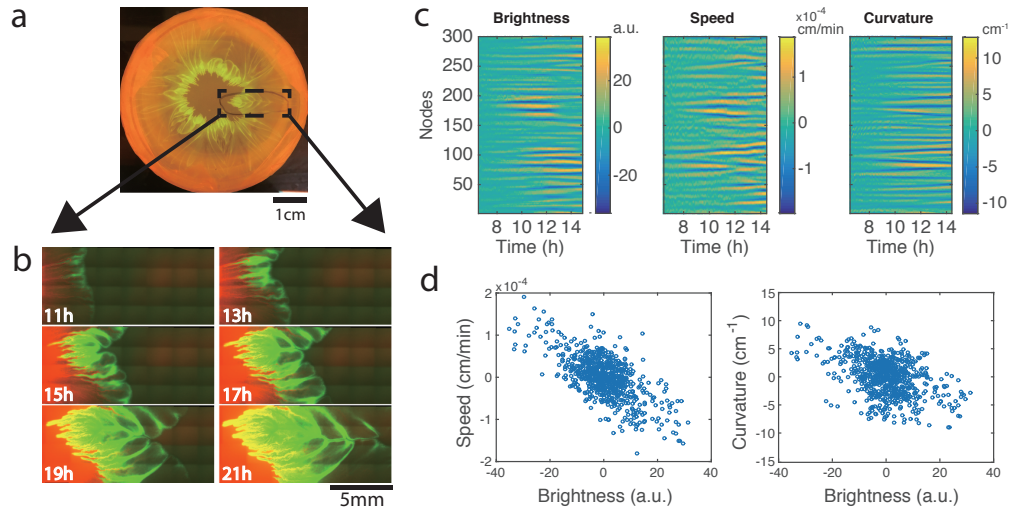 a
1cm
b
11h
13h
15h
17h
19h
21h
5mm
c
Brightness
Speed
Curvature
a.u.
×10⁻⁴
cm/min
cm⁻¹
Nodes
300
250
200
150
100
50
8 10 12 14
Time (h)
20
0
-20
8 10 12 14
Time (h)
1
0
-1
8 10 12 14
Time (h)
10
5
0
-5
-10
d
×10⁻⁴
Speed (cm/min)
2
1
0
-1
-2
-40 -20 0 20 40
Brightness (a.u.)
Curvature (cm⁻¹)
15
10
5
0
-5
-10
-15
-40 -20 0 20 40
Brightness (a.u.)